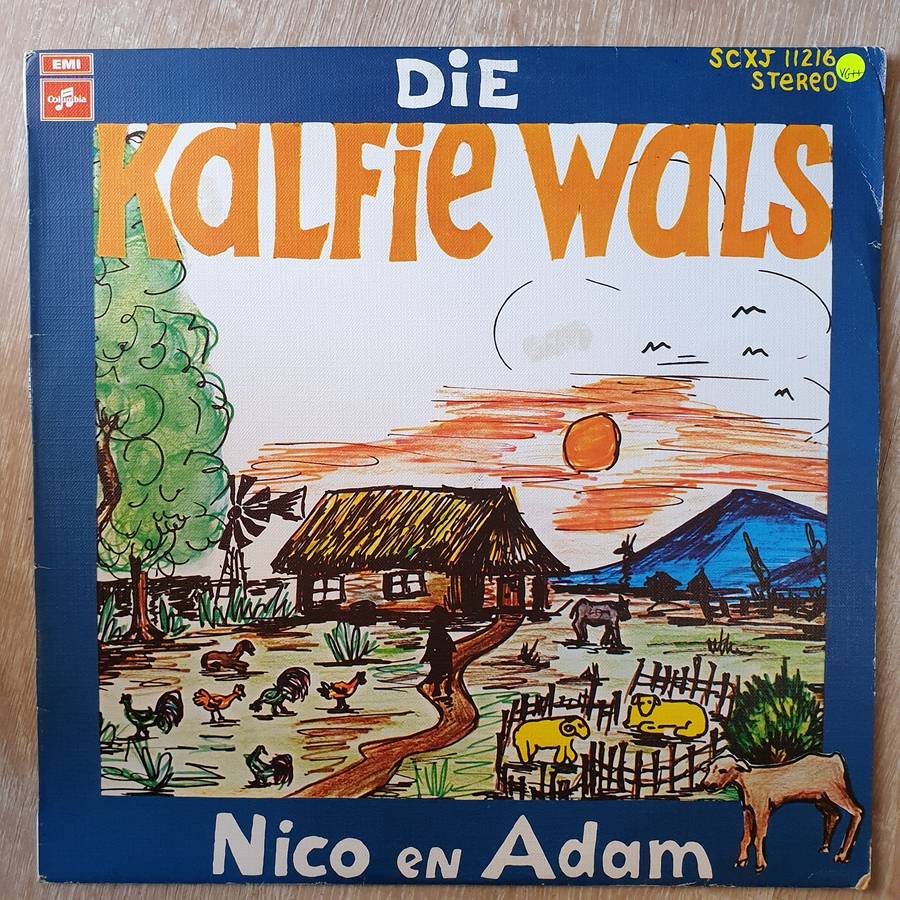 EMI
Columbia
DiE
SCXJ 11216
STEREO
VG++
KaLFie WaLS
Nico EN Adam